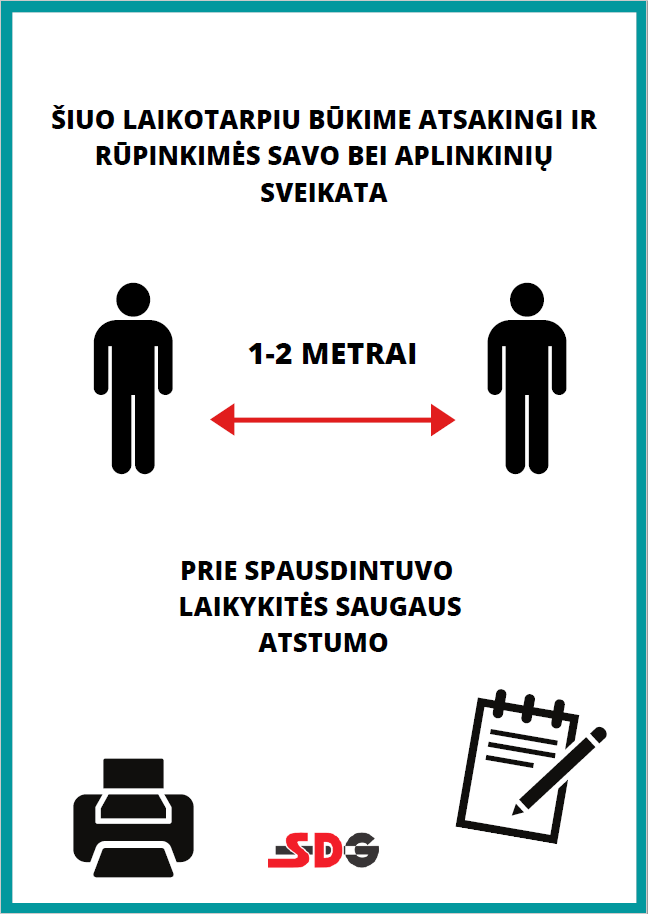 ŠIUO LAIKOTARPIU BŪKIME ATSAKINGI IR
RŪPINKIMĖS SAVO BEI APLINKINIŲ
SVEIKATA
1-2 METRAI
PRIE SPAUSDINTUVO
LAIKYKITĖS SAUGAUS
ATSTUMO
SDG